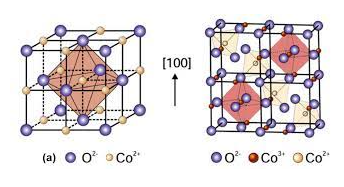 [100]
(a) O²⁻ Co²⁺
O²⁻ Co³⁺ Co²⁺